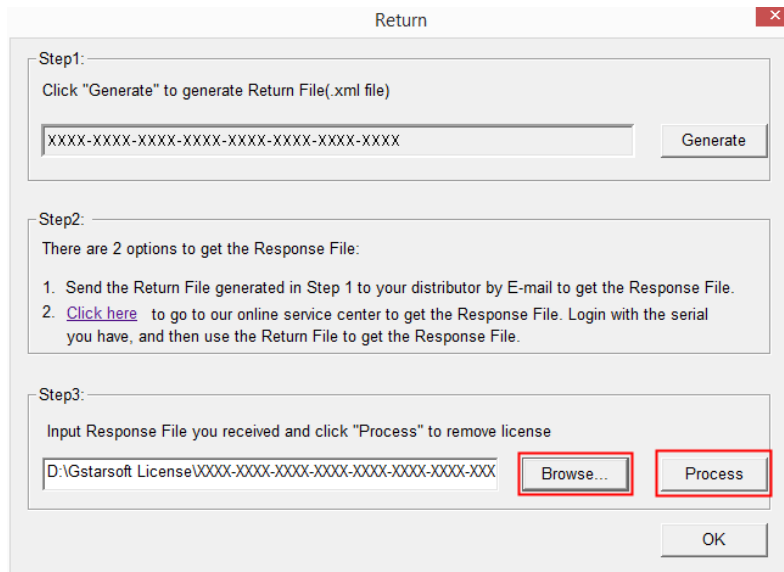 Return
Step1:
Click "Generate" to generate Return File(.xml file)
XXXX-XXXX-XXXX-XXXX-XXXX-XXXX-XXXX-XXXX
Generate
Step2:
There are 2 options to get the Response File:
1. Send the Return File generated in Step 1 to your distributor by E-mail to get the Response File.
2. Click here to go to our online service center to get the Response File. Login with the serial
you have, and then use the Return File to get the Response File.
Step3:
Input Response File you received and click "Process" to remove license
D:\Gstarsoft License\XXXX-XXXX-XXXX-XXXX-XXXX-XXXX-XXXX-XXX
Browse...
Process
OK